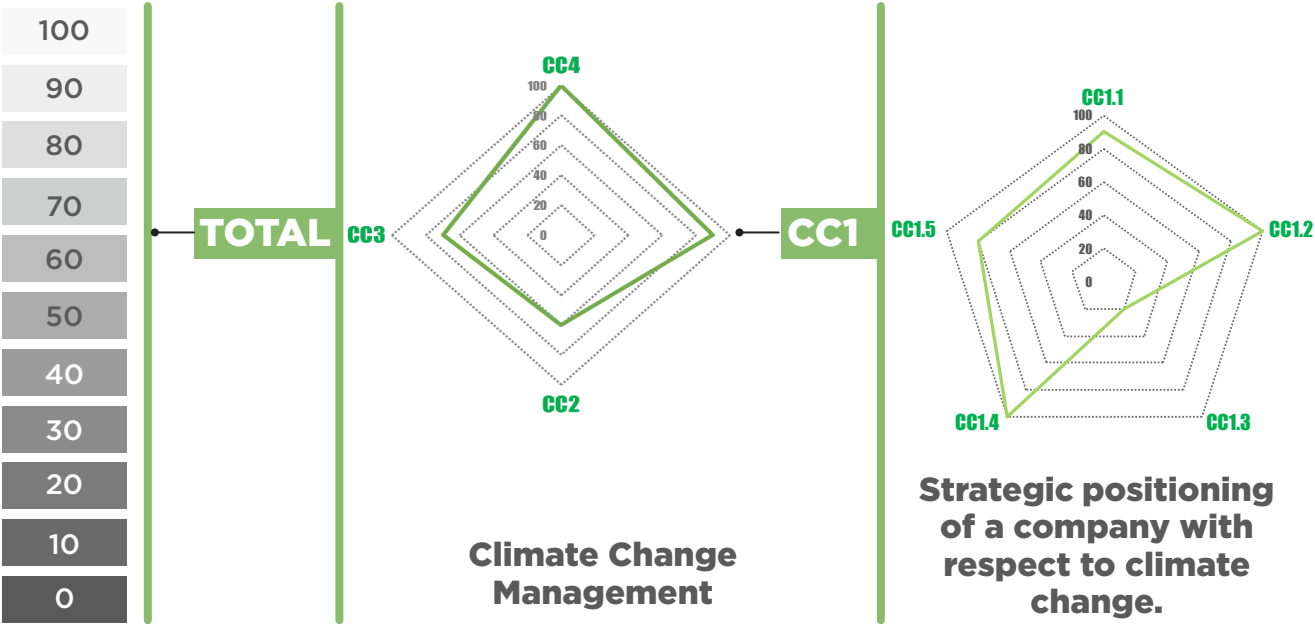 100
90
80
70
60
50
40
30
20
10
0
TOTAL
CC4
100
80
60
40
20
0
CC3
CC2
Climate Change
Management
CC1
CC1.1
100
80
60
40
20
0
CC1.5
CC1.2
CC1.4
CC1.3
Strategic positioning
of a company with
respect to climate
change.